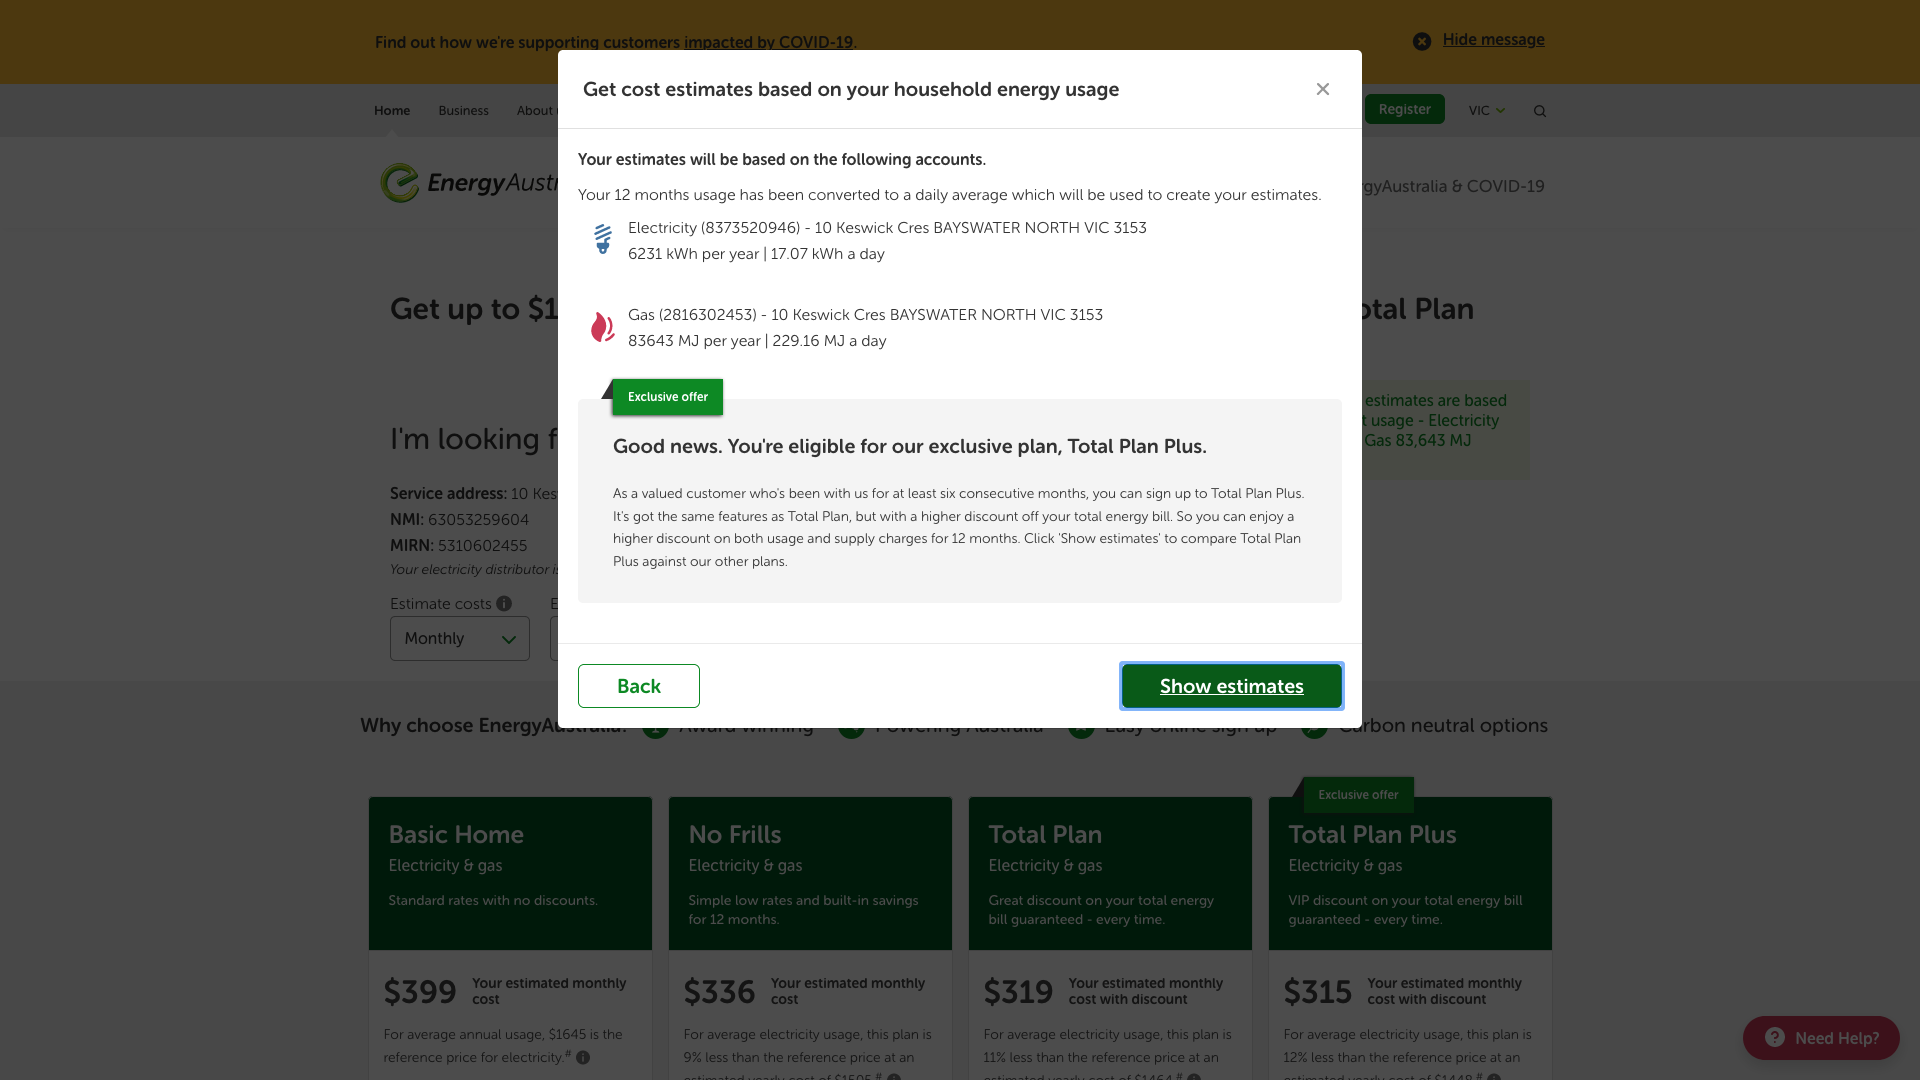 Find out how we're supporting customers impacted by COVID-19.
Hide message
Home
Business
About
Register
VIC
EnergyAustr
gyAustralia & COVID-19
Get up to $1
otal Plan
Get cost estimates based on your household energy usage
Your estimates will be based on the following accounts.
Your 12 months usage has been converted to a daily average which will be used to create your estimates.
Electricity (8373520946) - 10 Keswick Cres BAYSWATER NORTH VIC 3153
6231 kWh per year | 17.07 kWh a day
Gas (2816302453) - 10 Keswick Cres BAYSWATER NORTH VIC 3153
83643 MJ per year | 229.16 MJ a day
Exclusive offer
Good news. You're eligible for our exclusive plan, Total Plan Plus.
As a valued customer who's been with us for at least six consecutive months, you can sign up to Total Plan Plus.
It's got the same features as Total Plan, but with a higher discount off your total energy bill. So you can enjoy a
higher discount on both usage and supply charges for 12 months. Click 'Show estimates' to compare Total Plan
Plus against our other plans.
Back
Show estimates
I'm looking f
Service address: 10 Kes
NMI: 63053259604
MIRN: 5310602455
Your electricity distributor is
Estimate costs
E
Monthly
estimates are based
t usage - Electricity
Gas 83,643 MJ
Why choose EnergyAustralia?
Award winning
Powering Australia
Easy online sign up
Carbon neutral options
Basic Home
Electricity & gas
Standard rates with no discounts.
$399 Your estimated monthly
cost
For average annual usage, $1645 is the
reference price for electricity.#
No Frills
Electricity & gas
Simple low rates and built-in savings
for 12 months.
$336 Your estimated monthly
cost
For average electricity usage, this plan is
9% less than the reference price at an
estimated yearly cost of $1505.#
Total Plan
Electricity & gas
Great discount on your total energy
bill guaranteed - every time.
$319 Your estimated monthly
cost with discount
For average electricity usage, this plan is
11% less than the reference price at an
estimated yearly cost of $1464.#
Exclusive offer
Total Plan Plus
Electricity & gas
VIP discount on your total energy bill
guaranteed - every time.
$315 Your estimated monthly
cost with discount
For average electricity usage, this plan is
12% less than the reference price at an
estimated yearly cost of $1448.#
Need Help?